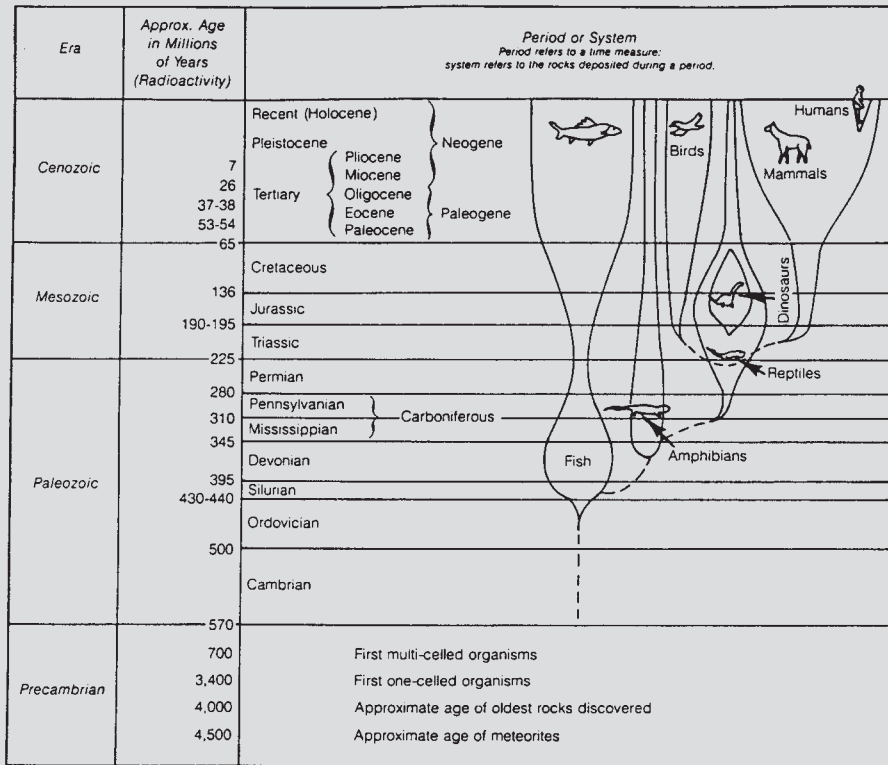 Era
Approx. Age
in Millions
of Years
(Radioactivity)
Period or System
Period refers to a time measure;
system refers to the rocks deposited during a period.
Cenozoic
Recent (Holocene)
Pleistocene
Neogene
7
Pliocene
26
Miocene
Tertiary
37-38
Oligocene
53-54
Eocene
Paleogene
Paleocene
65
Humans
Birds
Mammals
Mesozoic
Cretaceous
136
Jurassic
190-195
Triassic
225
Dinosaurs
Reptiles
Paleozoic
Permian
280
Pennsylvanian
310
Carboniferous
Mississippian
345
Amphibians
Devonian
Fish
395
Silurian
430-440
Ordovician
500
Cambrian
570
Precambrian
700 First multi-celled organisms
3,400 First one-celled organisms
4,000 Approximate age of oldest rocks discovered
4,500 Approximate age of meteorites